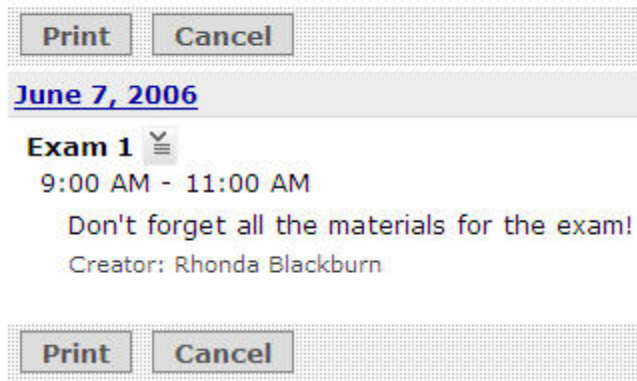 Print Cancel
June 7, 2006
Exam 1
9:00 AM - 11:00 AM
Don't forget all the materials for the exam!
Creator: Rhonda Blackburn
Print Cancel